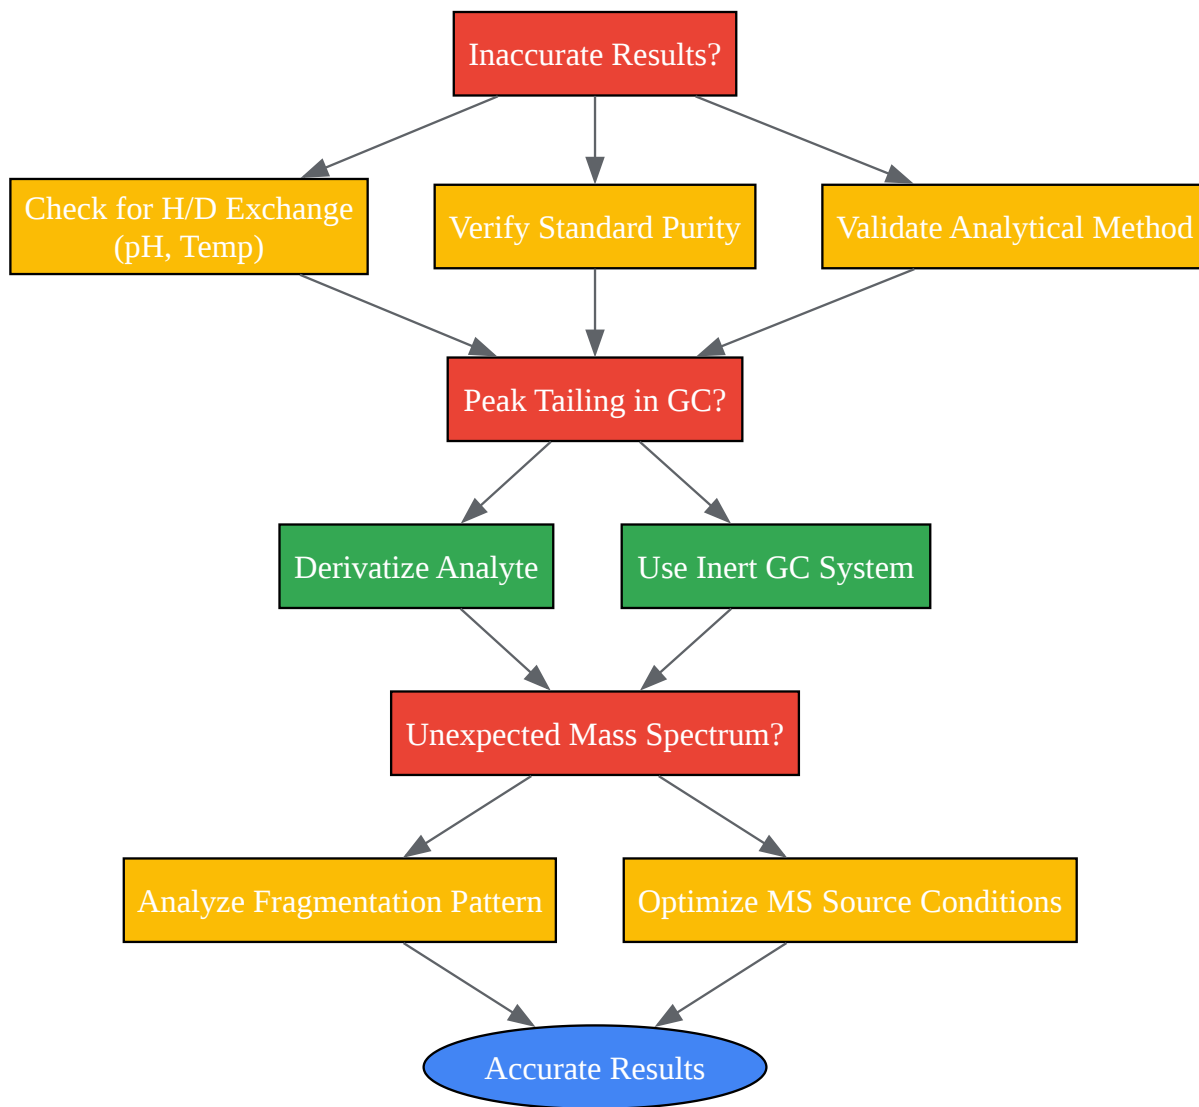 Inaccurate Results?
Check for H/D Exchange
(pH, Temp)
Verify Standard Purity
Validate Analytical Method
Peak Tailing in GC?
Derivatize Analyte
Use Inert GC System
Unexpected Mass Spectrum?
Analyze Fragmentation Pattern
Optimize MS Source Conditions
Accurate Results